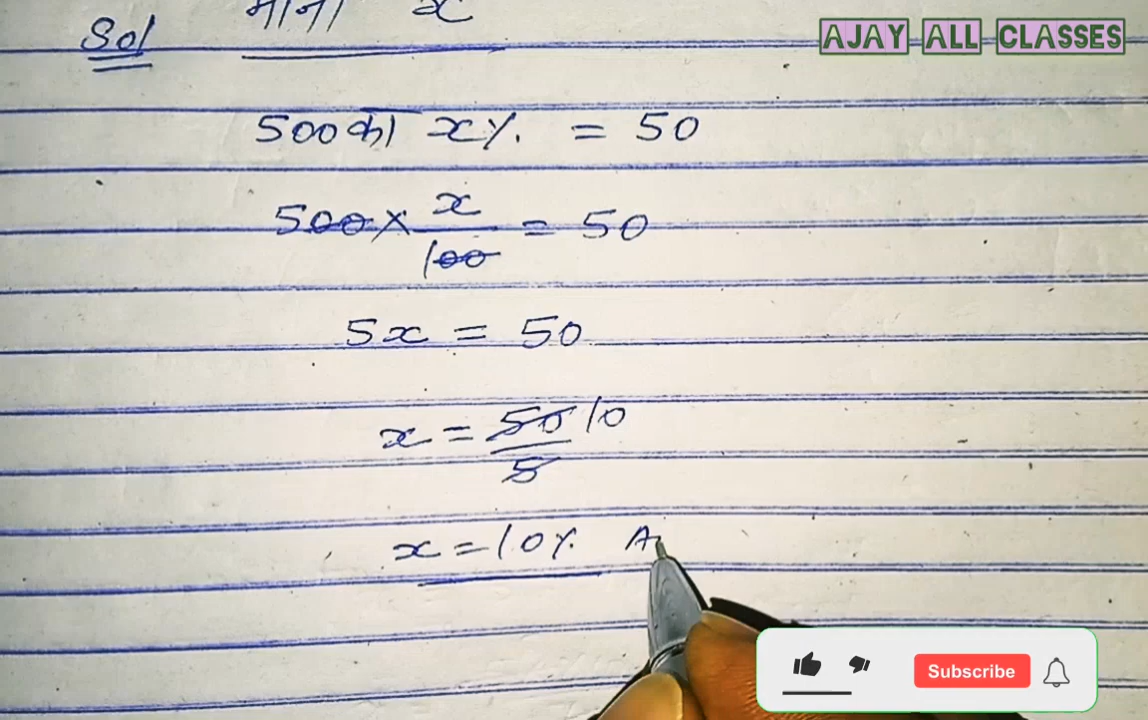 Sol माना x
AJAY ALL CLASSES
500 का x% = 50
500 × x/100 = 50
5x = 50
x = 50/5 10
x = 10% A
Subscribe